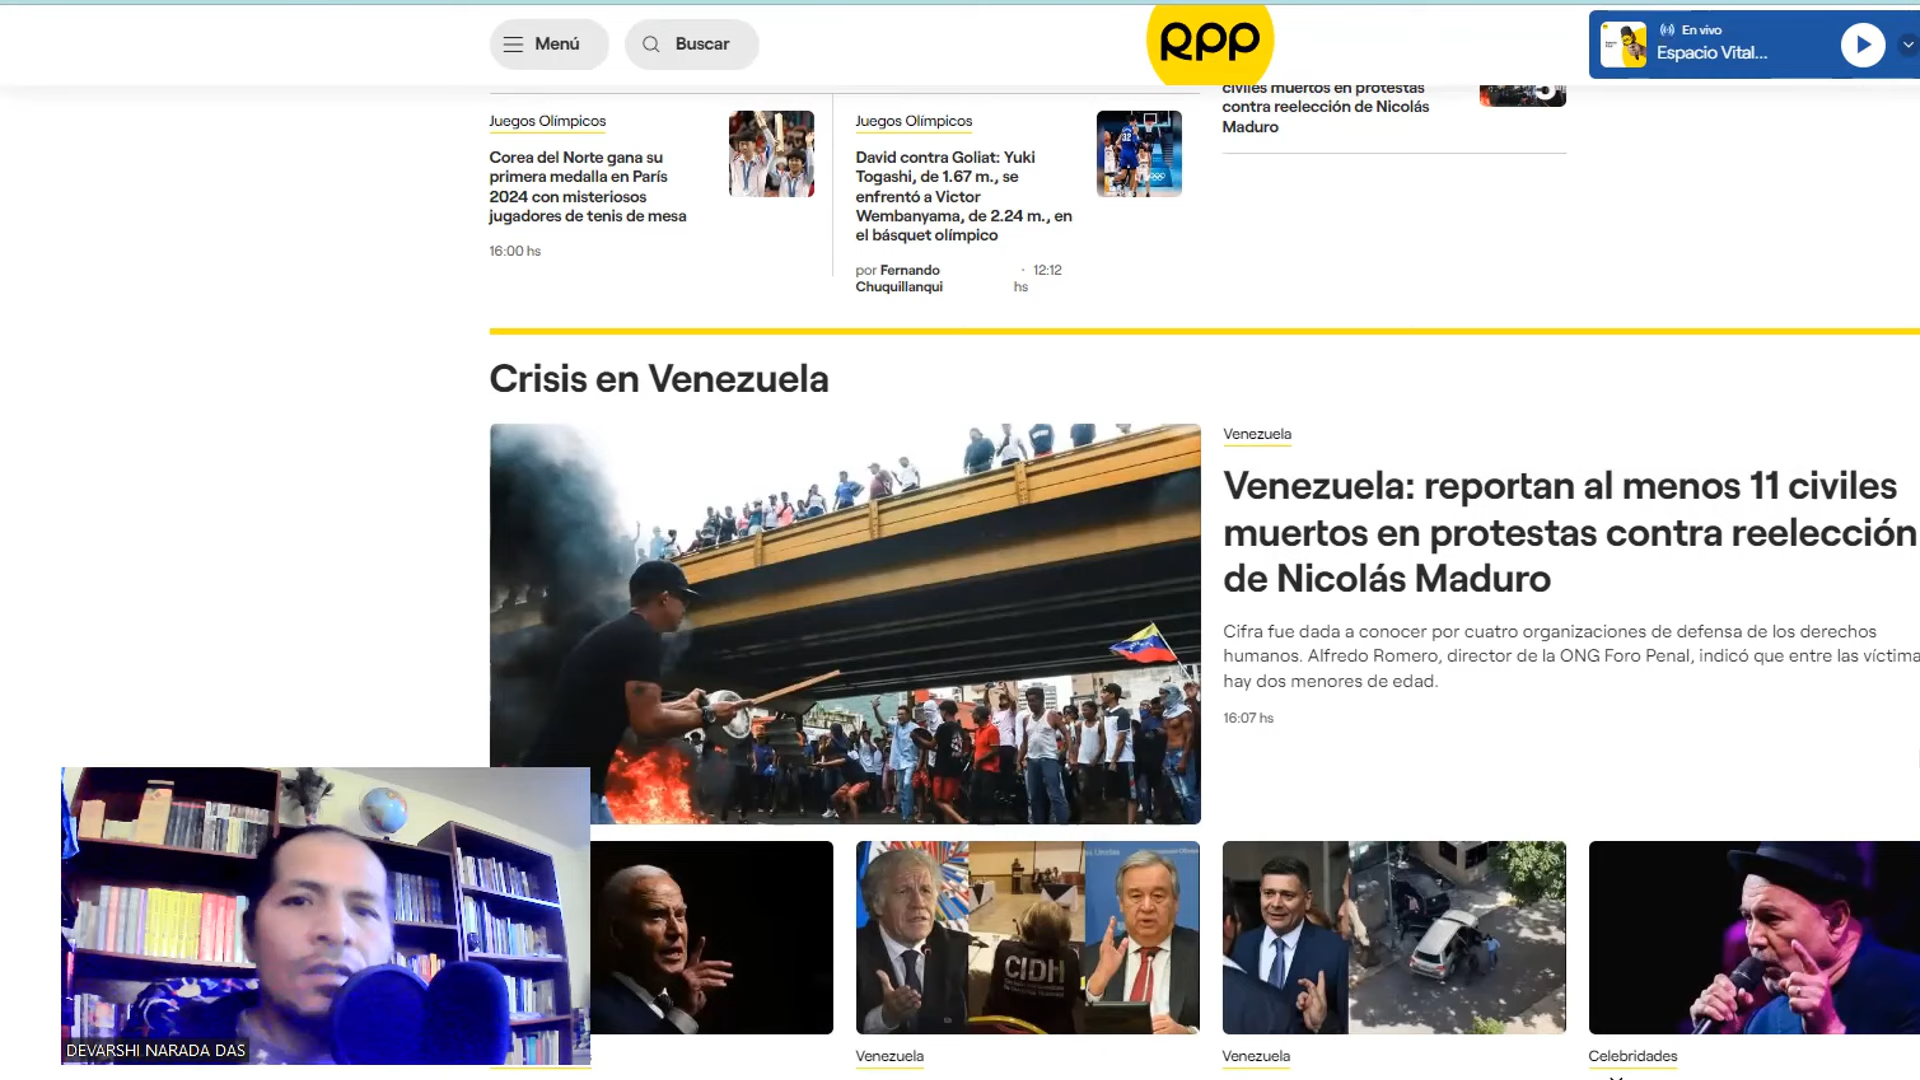 Menú
Buscar
RPP
En vivo
Espacio Vital...
Juegos Olímpicos
Corea del Norte gana su
primera medalla en París
2024 con misteriosos
jugadores de tenis de mesa
16:00 hs
Juegos Olímpicos
David contra Goliat: Yuki
Togashi, de 1.67 m., se
enfrentó a Victor
Wembanyama, de 2.24 m., en
el básquet olímpico
por Fernando
Chuquillanqui
· 12:12
hs
civiles muertos en protestas
contra reelección de Nicolás
Maduro
Crisis en Venezuela
Venezuela
Venezuela: reportan al menos 11 civiles
muertos en protestas contra reelección
de Nicolás Maduro
Cifra fue dada a conocer por cuatro organizaciones de defensa de los derechos
humanos. Alfredo Romero, director de la ONG Foro Penal, indicó que entre las víctima
hay dos menores de edad.
16:07 hs
32
CIDH
DEVARSHI NARADA DAS
Venezuela
Venezuela
Celebridades